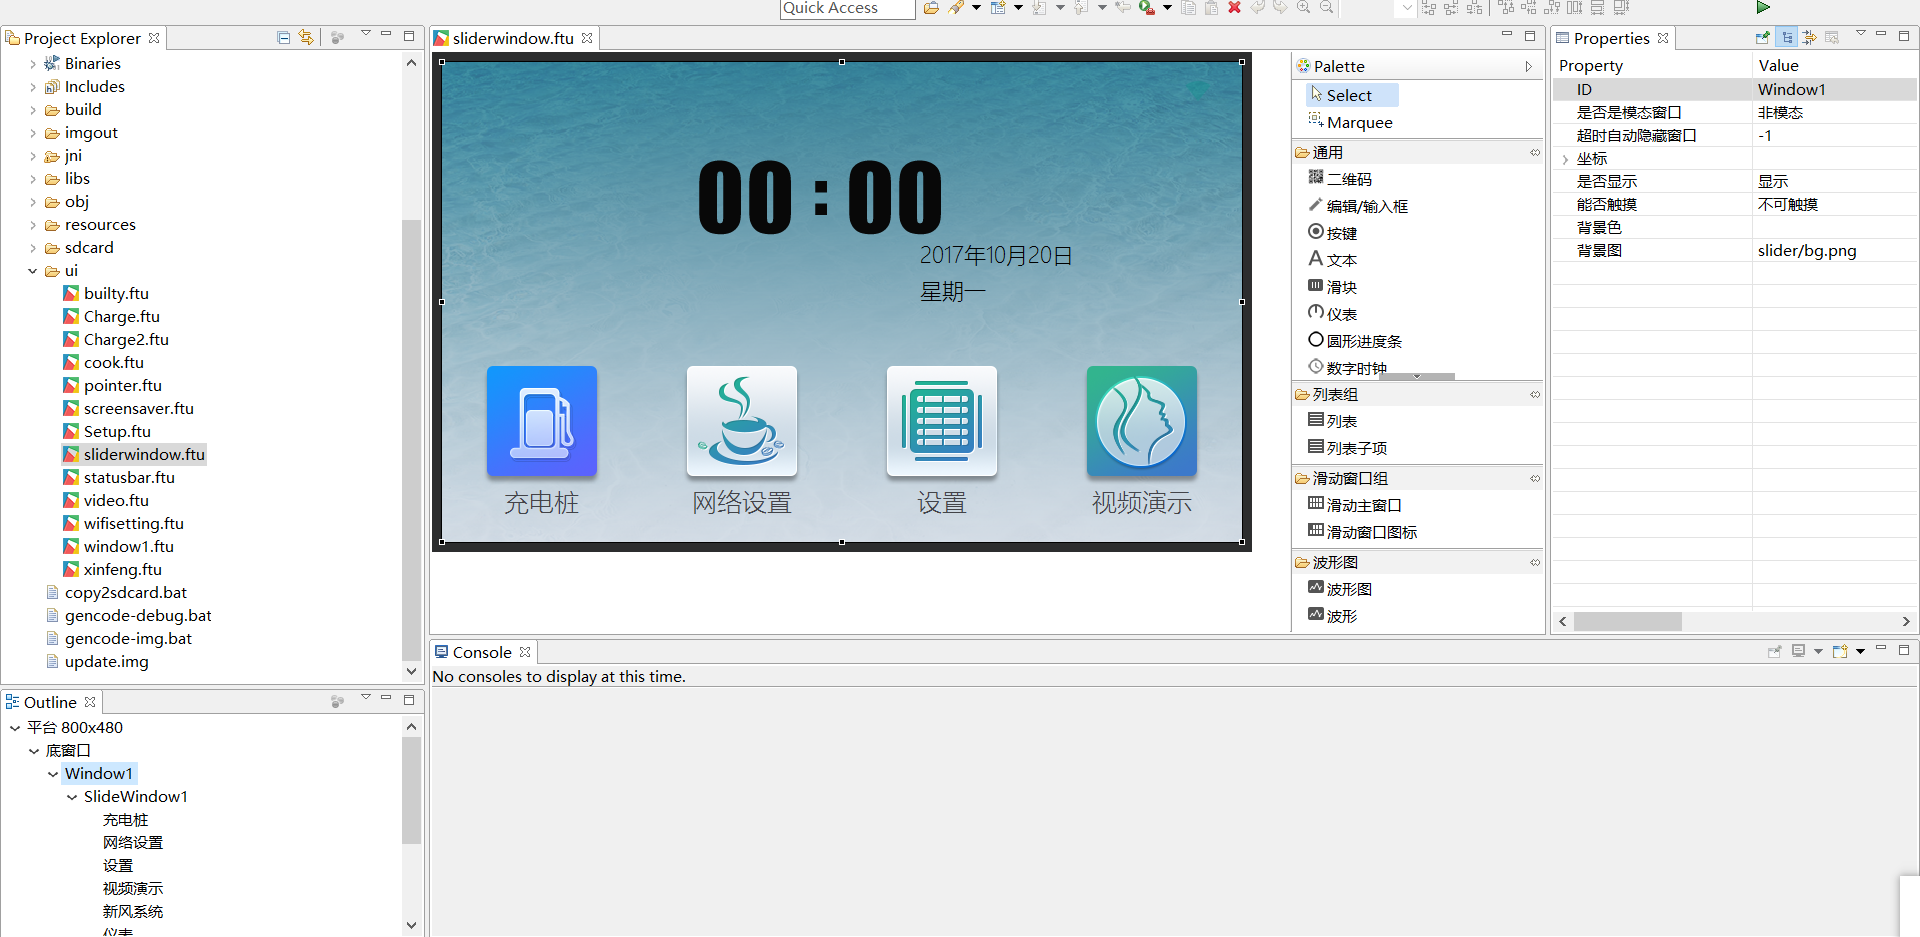 Quick Access
Project Explorer
Binaries
Includes
build
imgout
jni
libs
obj
resources
sdcard
ui
builty.ftu
Charge.ftu
Charge2.ftu
cook.ftu
pointer.ftu
screensaver.ftu
Setup.ftu
sliderwindow.ftu
statusbar.ftu
video.ftu
wifisetting.ftu
window1.ftu
xinfeng.ftu
copy2sdcard.bat
gencode-debug.bat
gencode-img.bat
update.img
Outline
平台 800x480
底窗口
Window1
SlideWindow1
充电桩
网络设置
设置
视频演示
新风系统
仪表
sliderwindow.ftu
00:00
2017年10月20日
星期一
充电桩
网络设置
设置
视频演示
Palette
Select
Marquee
通用
二维码
编辑/输入框
按键
文本
滑块
仪表
圆形进度条
数字时钟
列表组
列表
列表子项
滑动窗口组
滑动主窗口
滑动窗口图标
波形图
波形图
波形
Properties
Property Value
ID Window1
是否是模态窗口 非模态
超时自动隐藏窗口 -1
坐标
是否显示 显示
能否触摸 不可触摸
背景色
背景图 slider/bg.png
Console
No consoles to display at this time.